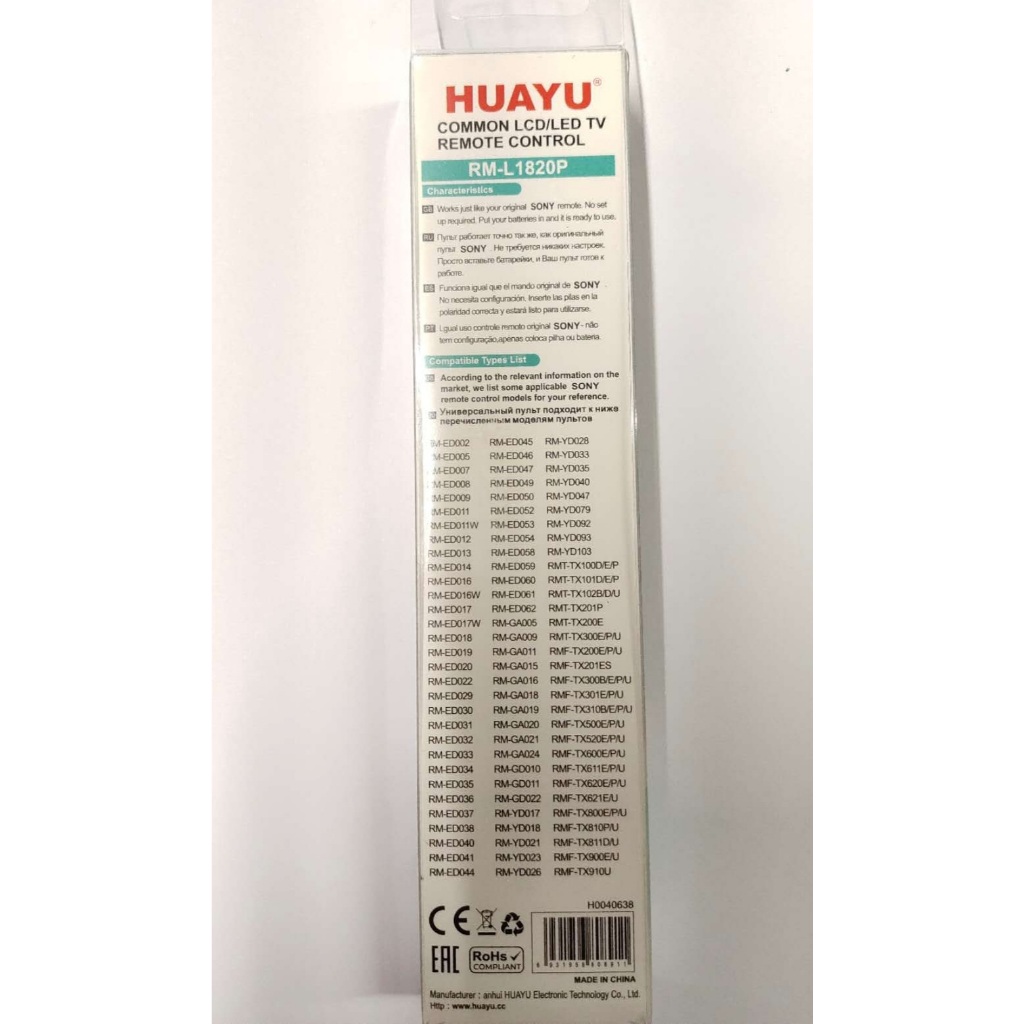 HUAYU®
COMMON LCD/LED TV
REMOTE CONTROL
RM-L1820P
Characteristics
GB Works just like your original SONY remote. No set
up required. Put your batteries in and it is ready to use.
RU Пульт работает точно так же, как оригинальный
пульт SONY . Не требуется никаких настроек.
Просто вставьте батарейки, и Ваш пульт готов к
работе.
ES Funciona igual que el mando original de SONY .
No necesita configuración. Inserte las pilas en la
polaridad correcta y estará listo para utilizarse.
PT Lgual uso controle remoto original SONY - não
tem configuração,apenas coloca pilha ou bateria.
Compatible Types List
According to the relevant information on the
market, we list some applicable SONY
remote control models for your reference.
Универсальный пульт подходит к ниже
перечисленным моделям пультов
RM-ED002 RM-ED045 RM-YD028
RM-ED005 RM-ED046 RM-YD033
RM-ED007 RM-ED047 RM-YD035
RM-ED008 RM-ED049 RM-YD040
RM-ED009 RM-ED050 RM-YD047
RM-ED011 RM-ED052 RM-YD079
RM-ED011W RM-ED053 RM-YD092
RM-ED012 RM-ED054 RM-YD093
RM-ED013 RM-ED058 RM-YD103
RM-ED014 RM-ED059 RMT-TX100D/E/P
RM-ED016 RM-ED060 RMT-TX101D/E/P
RM-ED016W RM-ED061 RMT-TX102B/D/U
RM-ED017 RM-ED062 RMT-TX201P
RM-ED017W RM-GA005 RMT-TX200E
RM-ED018 RM-GA009 RMT-TX300E/P/U
RM-ED019 RM-GA011 RMF-TX200E/P/U
RM-ED020 RM-GA015 RMF-TX201ES
RM-ED022 RM-GA016 RMF-TX300B/E/P/U
RM-ED029 RM-GA018 RMF-TX301E/P/U
RM-ED030 RM-GA019 RMF-TX310B/E/P/U
RM-ED031 RM-GA020 RMF-TX500E/P/U
RM-ED032 RM-GA021 RMF-TX520E/P/U
RM-ED033 RM-GA024 RMF-TX600E/P/U
RM-ED034 RM-GD010 RMF-TX611E/P/U
RM-ED035 RM-GD011 RMF-TX620E/P/U
RM-ED036 RM-GD022 RMF-TX621E/U
RM-ED037 RM-YD017 RMF-TX800E/P/U
RM-ED038 RM-YD018 RMF-TX810P/U
RM-ED040 RM-YD021 RMF-TX811D/U
RM-ED041 RM-YD023 RMF-TX900E/U
RM-ED044 RM-YD026 RMF-TX910U
H0040638
CE
EAC RoHs
COMPLIANT
MADE IN CHINA
Manufacturer : anhui HUAYU Electronic Technology Co., Ltd.
Http : www.huayu.cc